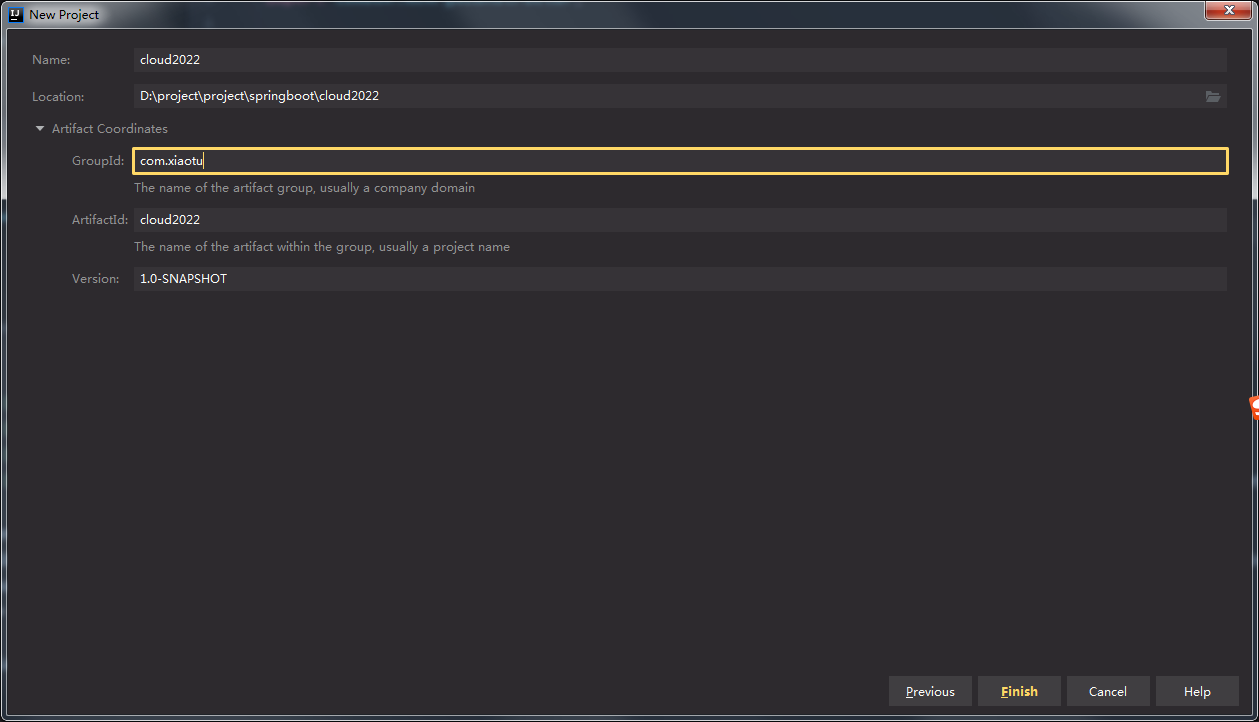 New Project
Name: cloud2022
Location: D:\project\project\springboot\cloud2022
Artifact Coordinates
GroupId: com.xiaotu
The name of the artifact group, usually a company domain
ArtifactId: cloud2022
The name of the artifact within the group, usually a project name
Version: 1.0-SNAPSHOT
Previous Finish Cancel Help